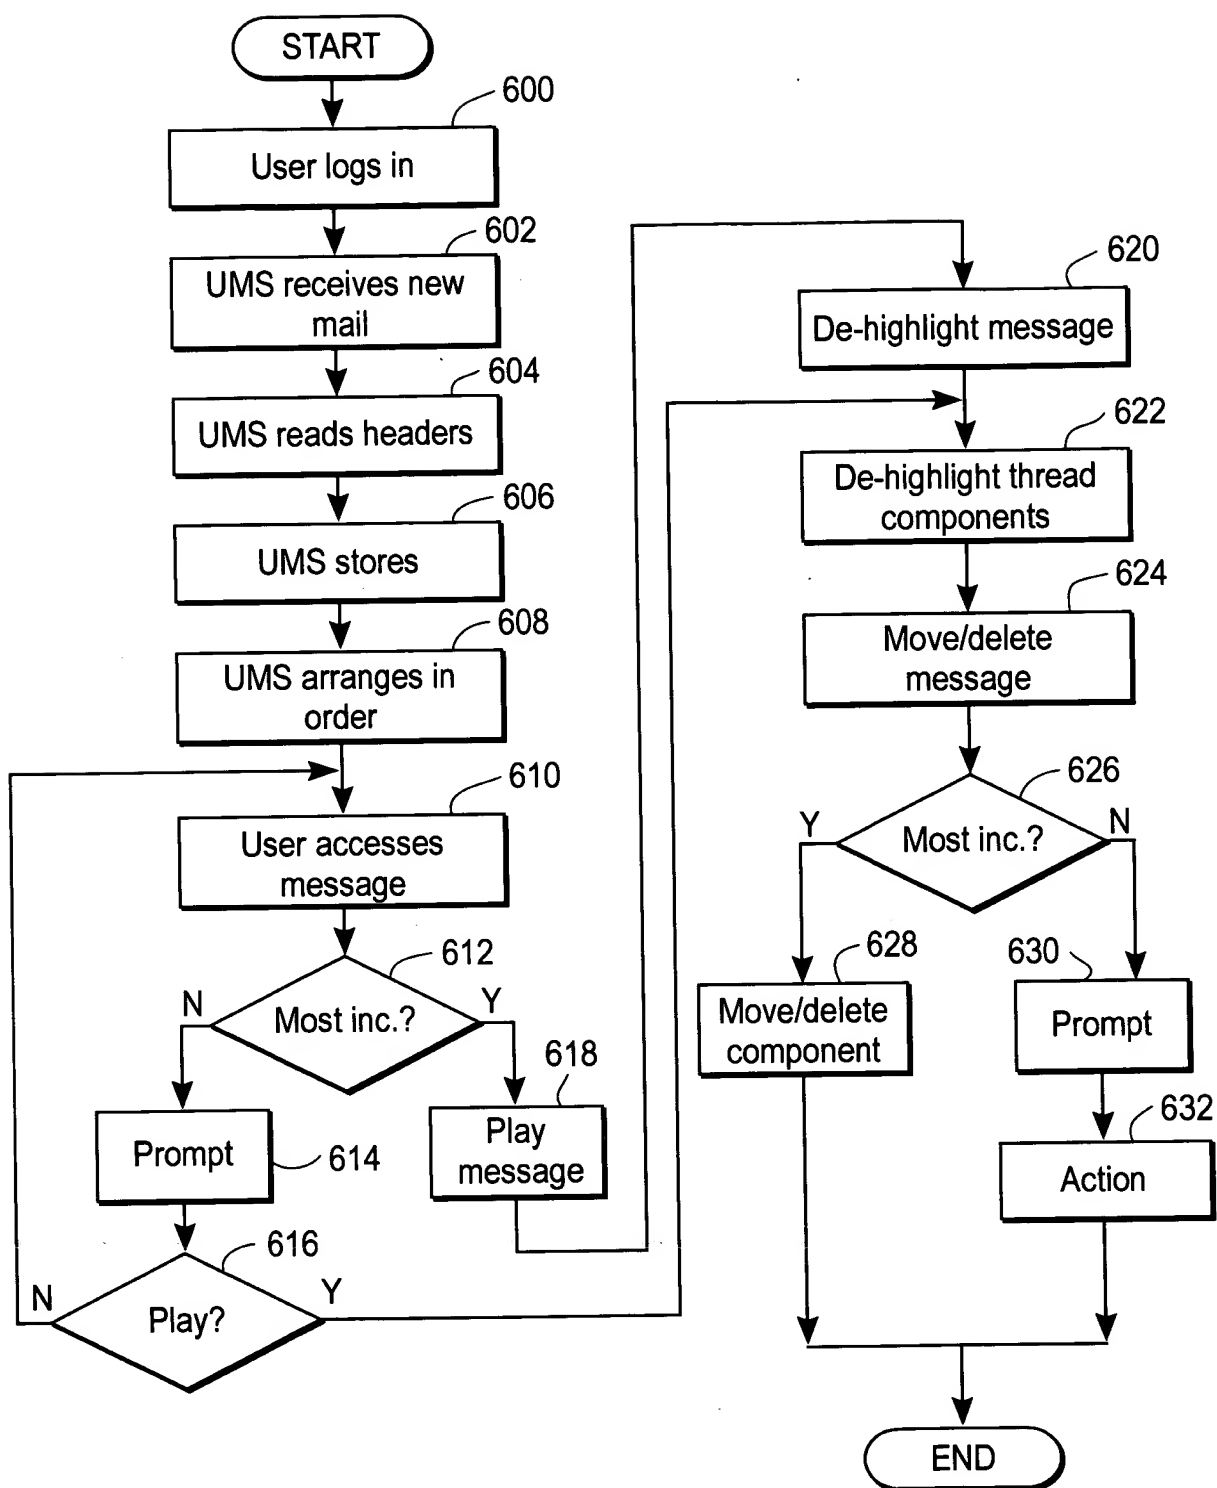 START
600
User logs in
602
UMS receives new
mail
604
UMS reads headers
606
UMS stores
608
UMS arranges in
order
610
User accesses
message
612
Most inc.?
N
Y
Prompt
614
618
Play
message
616
Play?
N
Y
620
De-highlight message
622
De-highlight thread
components
624
Move/delete
message
626
Most inc.?
Y
N
628
Move/delete
component
630
Prompt
632
Action
END